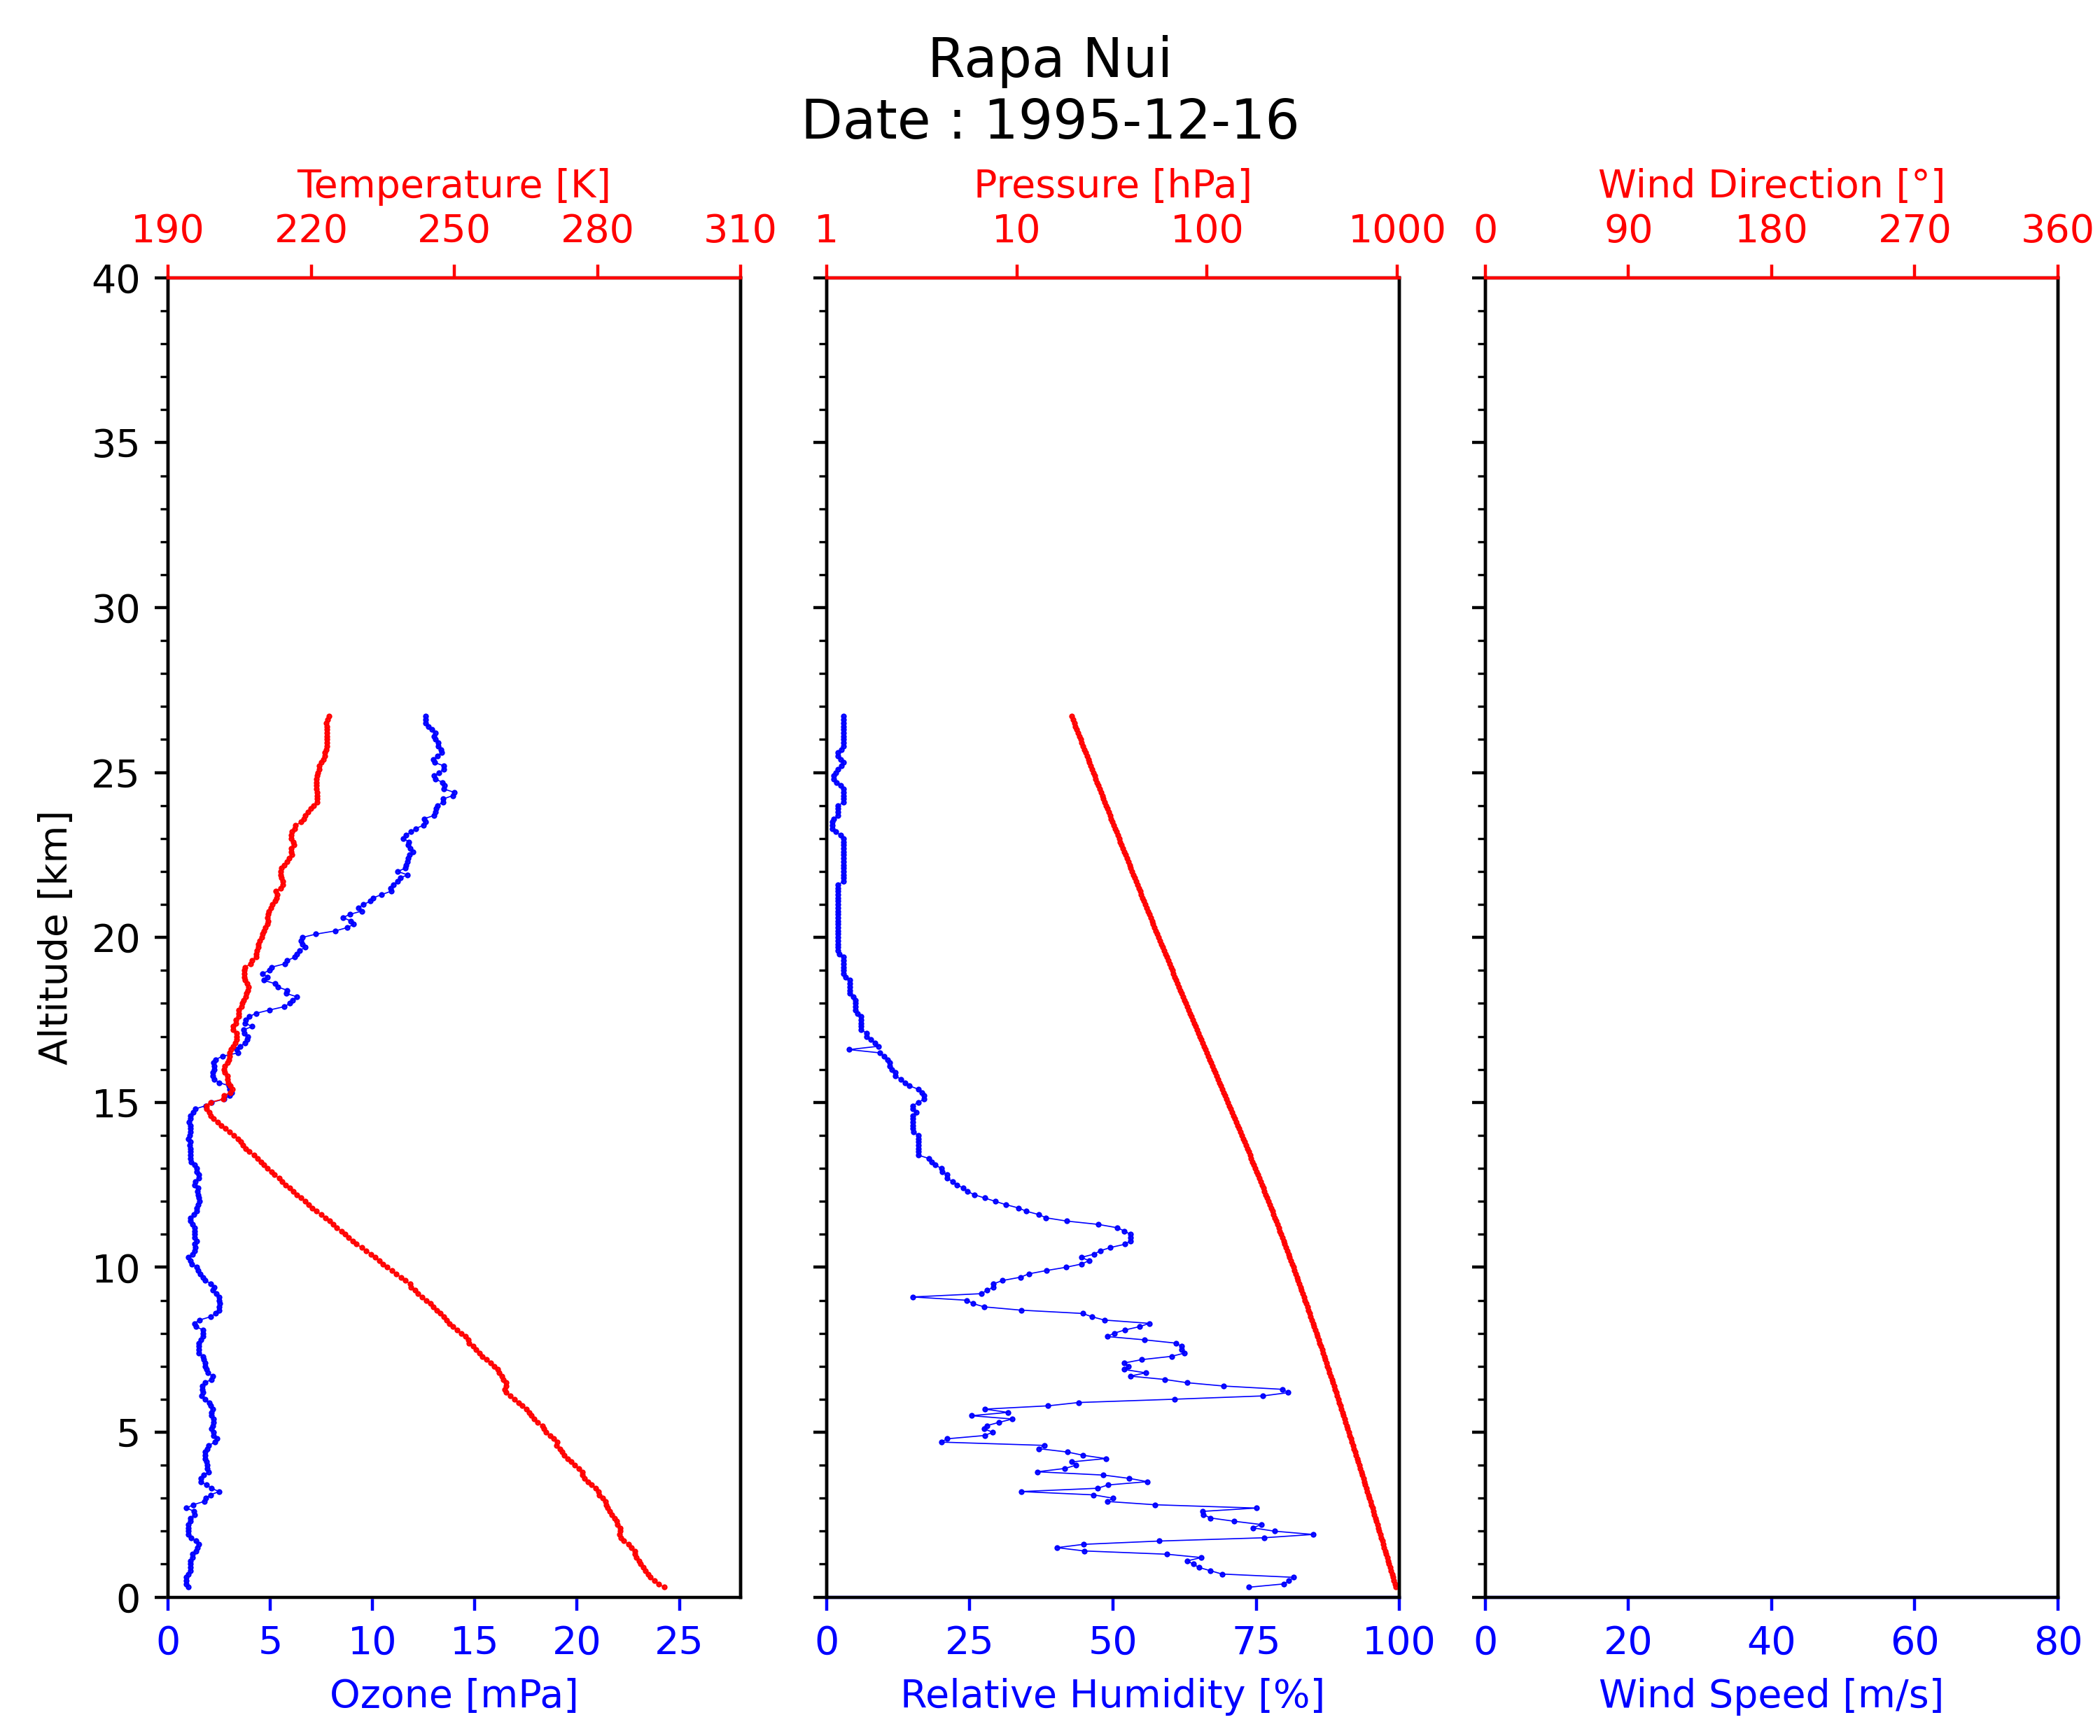 Rapa Nui
Date : 1995-12-16
Temperature [K] Pressure [hPa] Wind Direction [°]
190 220 250 280 310 1 10 100 1000 0 90 180 270 360
40
35
30
25
20
15
10
5
0
Altitude [km]
0 5 10 15 20 25 0 25 50 75 100 0 20 40 60 80
Ozone [mPa] Relative Humidity [%] Wind Speed [m/s]